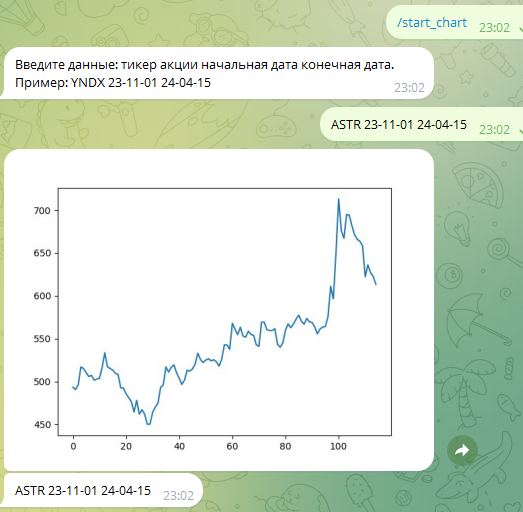 /start_chart 23:02
Введите данные: тикер акции начальная дата конечная дата.
Пример: YNDX 23-11-01 24-04-15
23:02
ASTR 23-11-01 24-04-15 23:02
700
650
600
550
500
450
0 20 40 60 80 100
ASTR 23-11-01 24-04-15 23:02